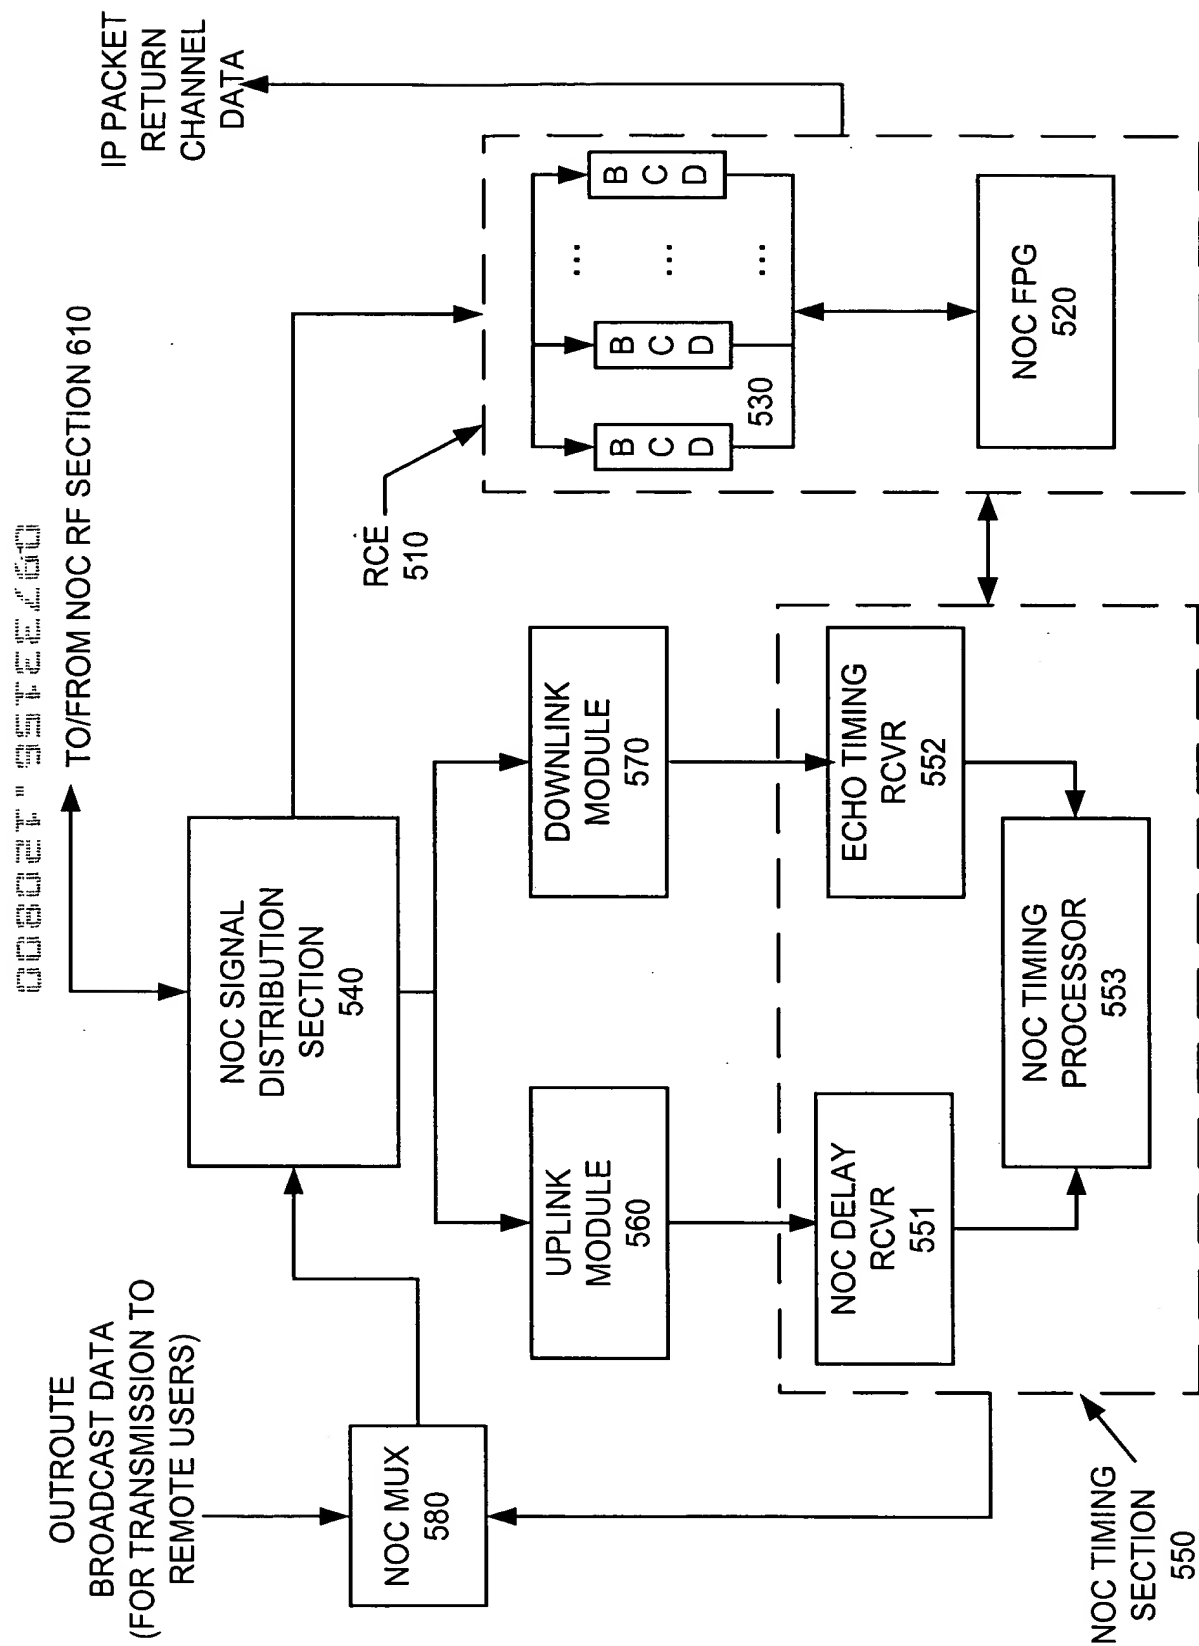 09733155.120800
TO/FROM NOC RF SECTION 610
IP PACKET
RETURN
CHANNEL
DATA
OUTROUTE
BROADCAST DATA
(FOR TRANSMISSION TO
REMOTE USERS)
NOC MUX
580
NOC SIGNAL
DISTRIBUTION
SECTION
540
RCE
510
B C D
B C D
B C D
...
...
...
530
NOC FPG
520
UPLINK
MODULE
560
DOWNLINK
MODULE
570
NOC DELAY
RCVR
551
ECHO TIMING
RCVR
552
NOC TIMING
PROCESSOR
553
NOC TIMING
SECTION
550